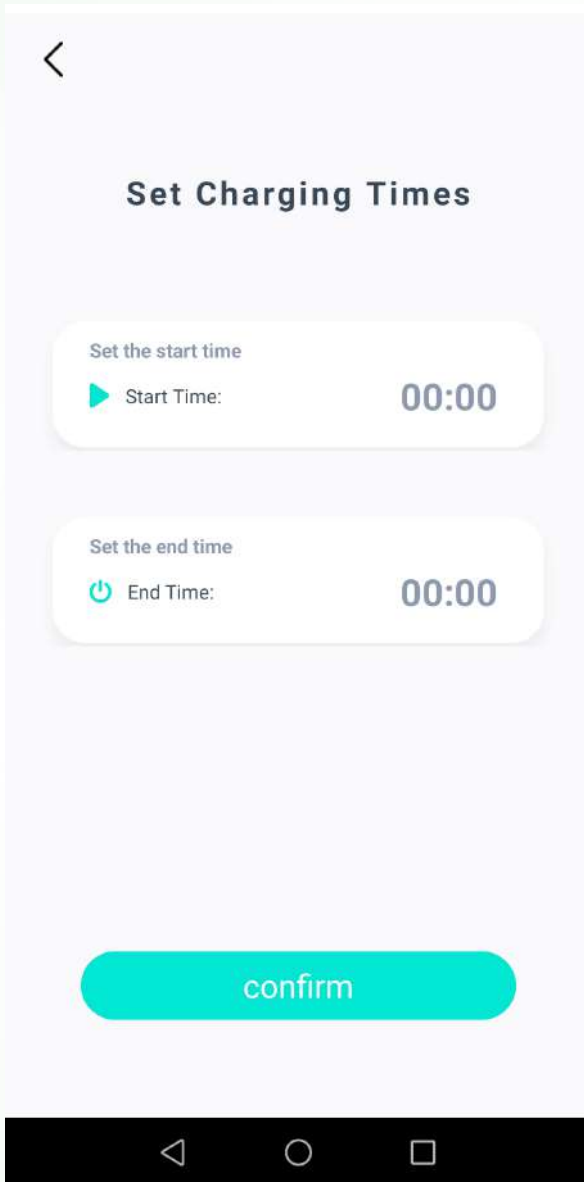 Set Charging Times
Set the start time
Start Time:
00:00
Set the end time
End Time:
00:00
confirm